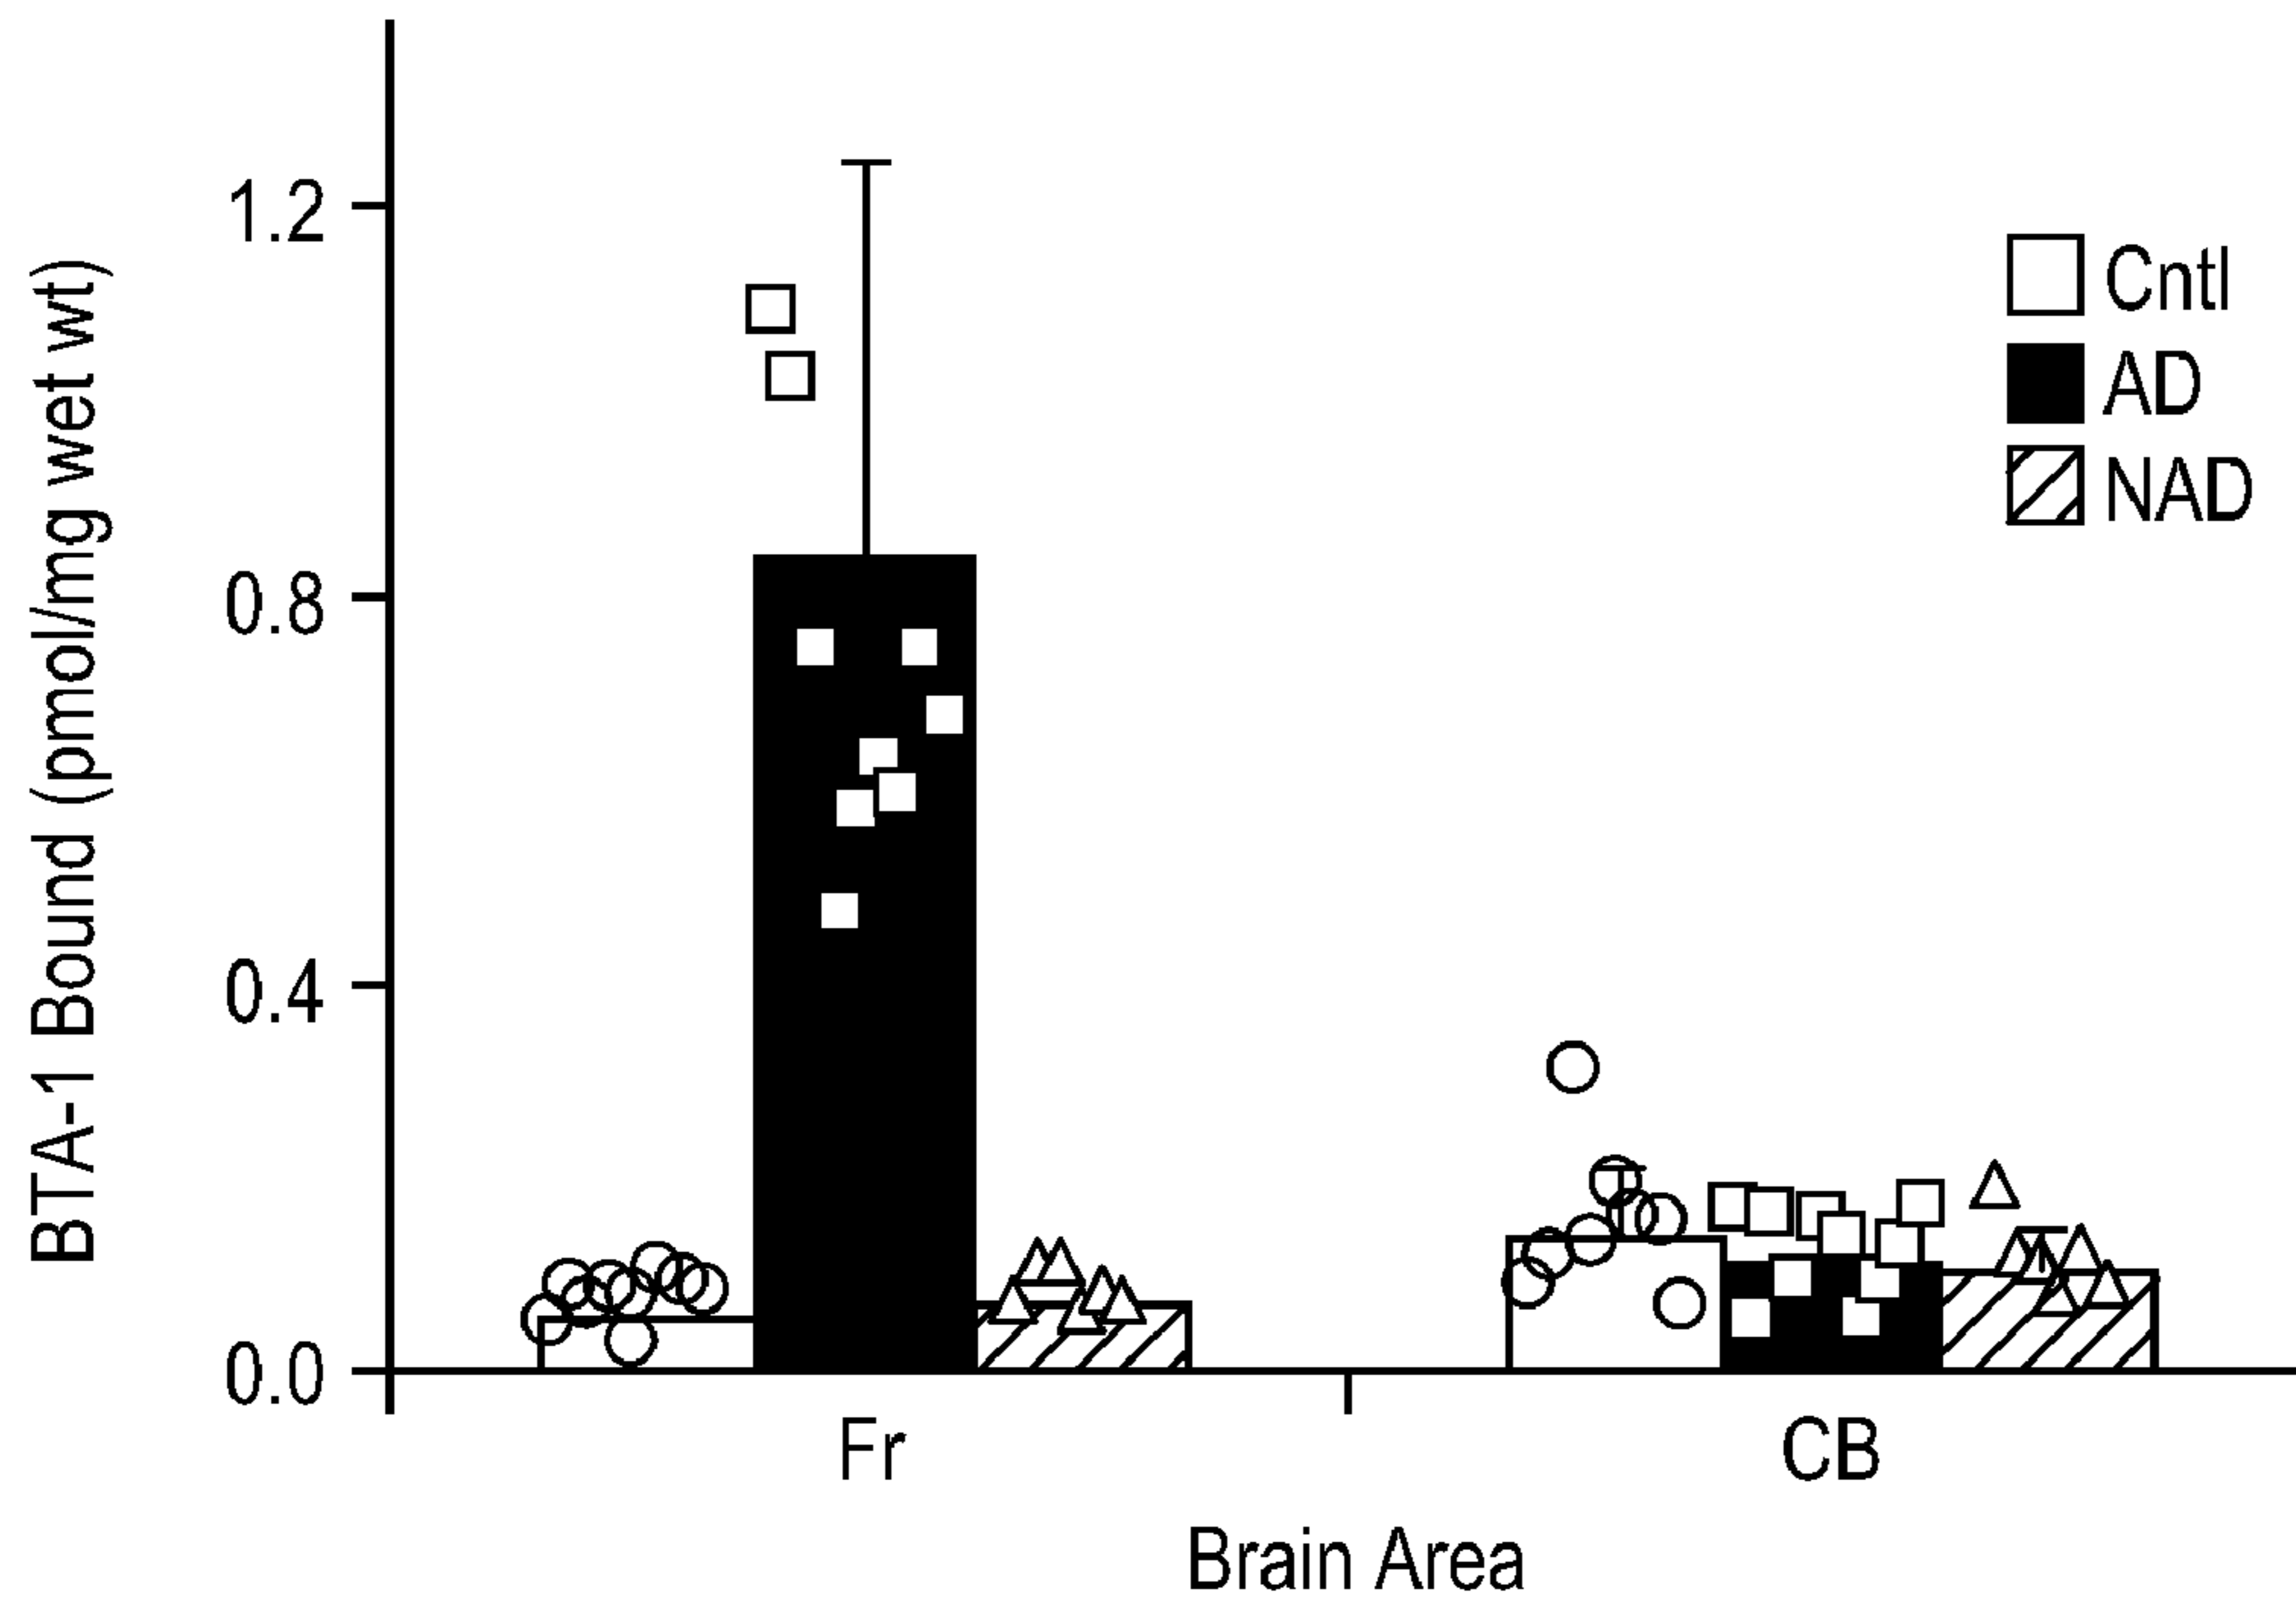 BTA-1 Bound (pmol/mg wet wt)
1.2
0.8
0.4
0.0
Cntl
AD
NAD
Fr
CB
Brain Area